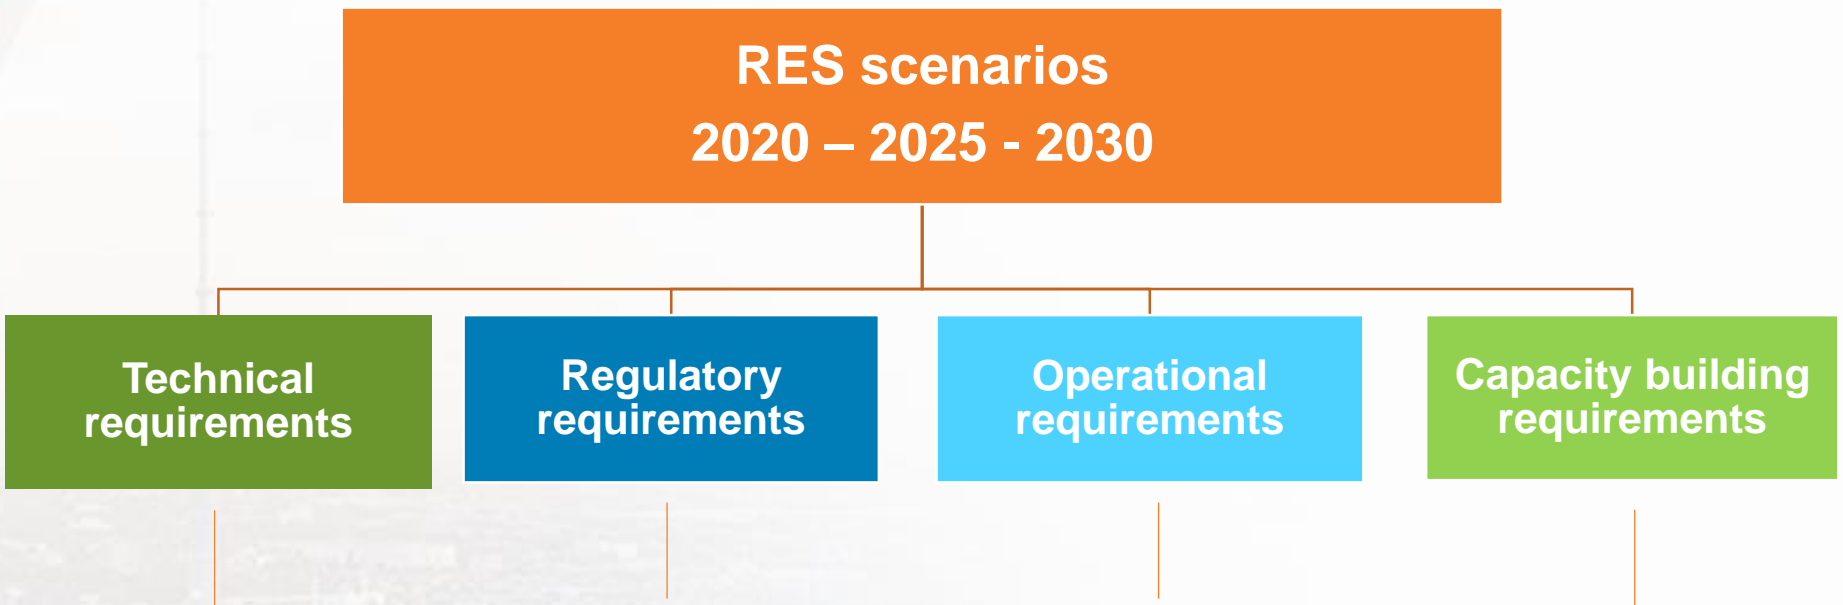 RES scenarios
2020 – 2025 - 2030
Technical
requirements
Regulatory
requirements
Operational
requirements
Capacity building
requirements